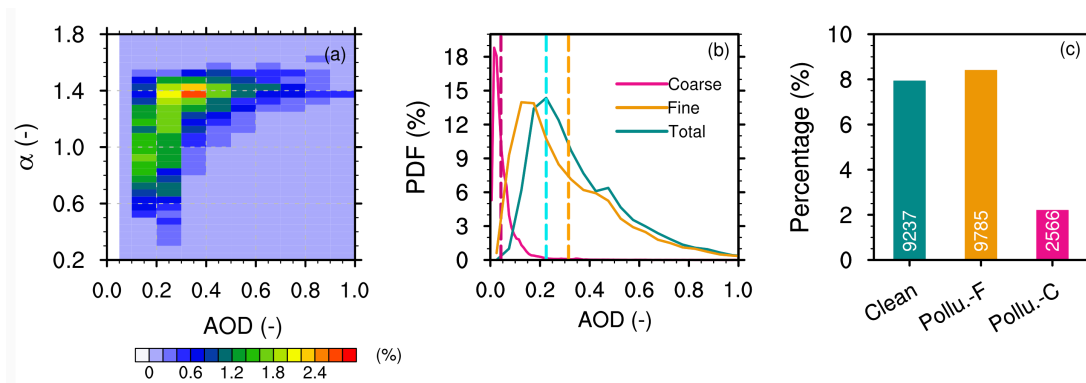 1.8
1.4
1.0
0.6
0.2
α (-)
(a)
0.0 0.2 0.4 0.6 0.8 1.0
AOD (-)
0 0.6 1.2 1.8 2.4
(%)
18
15
12
9
6
3
0
PDF (%)
(b)
Coarse
Fine
Total
0.0 0.2 0.4 0.6 0.8 1.0
AOD (-)
10
8
6
4
2
0
Percentage (%)
(c)
9237
9785
2566
Clean
Pollu.-F
Pollu.-C